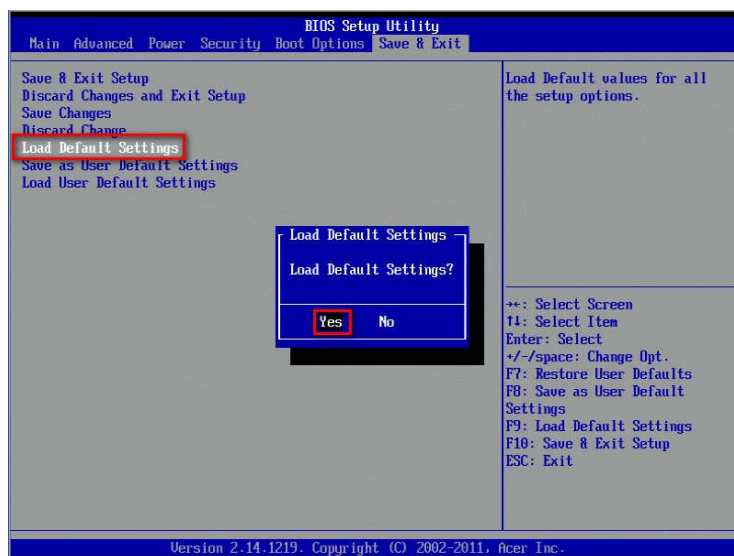 BIOS Setup Utility
Main Advanced Power Security Boot Options Save & Exit
Save & Exit Setup
Discard Changes and Exit Setup
Save Changes
Discard Change
Load Default Settings
Save as User Default Settings
Load User Default Settings
Load Default Settings
Load Default Settings?
Yes No
Load Default values for all
the setup options.
→←: Select Screen
↑↓: Select Item
Enter: Select
+/-/space: Change Opt.
F7: Restore User Defaults
F8: Save as User Default
Settings
F9: Load Default Settings
F10: Save & Exit Setup
ESC: Exit
Version 2.14.1219. Copyright (C) 2002-2011, Acer Inc.